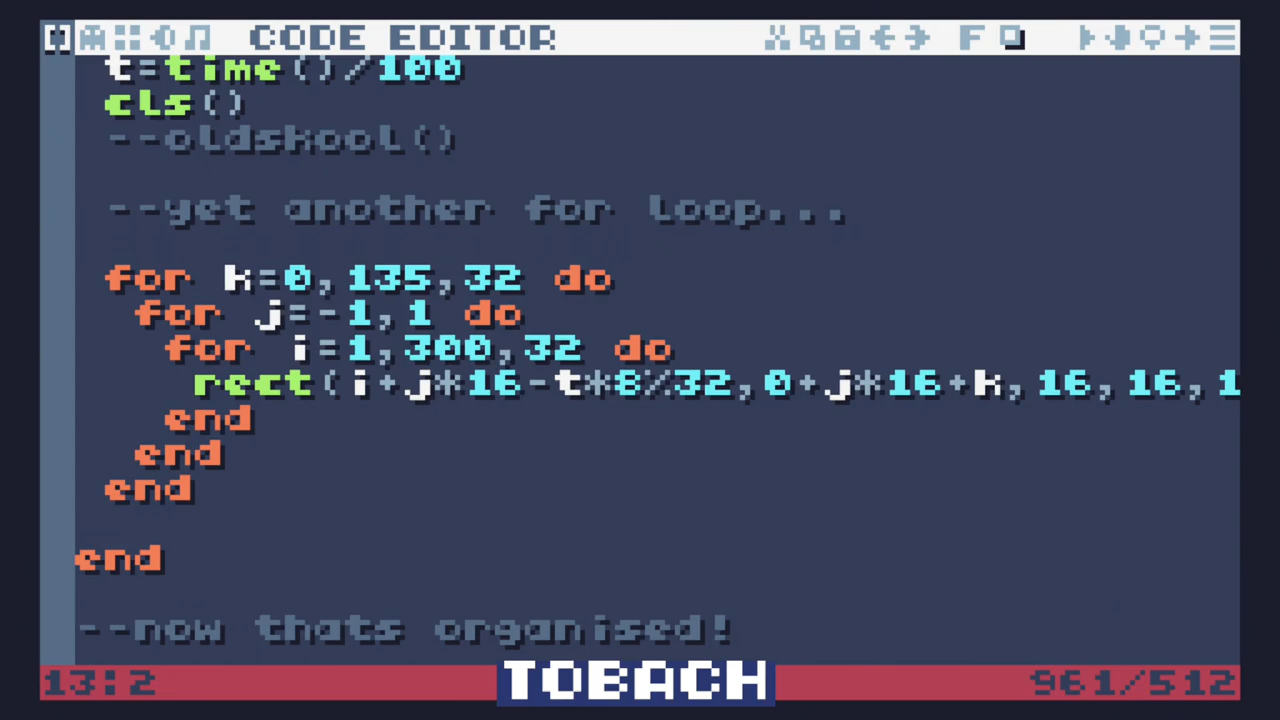 CODE EDITOR
F
t=time()/100
cls()
--oldskool()
--yet another for loop...
for k=0,135,32 do
for j=-1,1 do
for i=1,300,32 do
rect(i+j*16-t*8%32,0+j*16+k,16,16,1
end
end
end
end
--now thats organised!
13:2
TOBACH
961/512